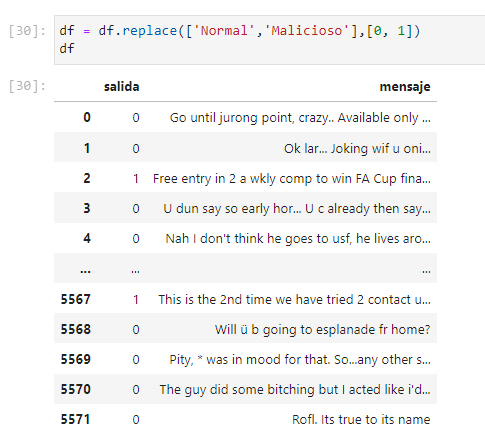 [30]: df = df.replace(['Normal','Malicioso'],[0, 1])
df
[30]: salida mensaje
0 0 Go until jurong point, crazy.. Available only ...
1 0 Ok lar... Joking wif u oni...
2 1 Free entry in 2 a wkly comp to win FA Cup fina...
3 0 U dun say so early hor... U c already then say...
4 0 Nah I don't think he goes to usf, he lives aro...
... ... ...
5567 1 This is the 2nd time we have tried 2 contact u...
5568 0 Will ü b going to esplanade fr home?
5569 0 Pity, * was in mood for that. So...any other s...
5570 0 The guy did some bitching but I acted like i'd...
5571 0 Rofl. Its true to its name